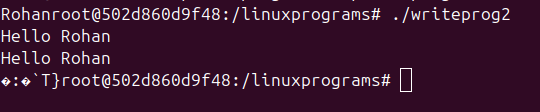 Rohanroot@502d860d9f48:/linuxprograms# ./writeprog2
Hello Rohan
Hello Rohan
�:�`T}root@502d860d9f48:/linuxprograms#